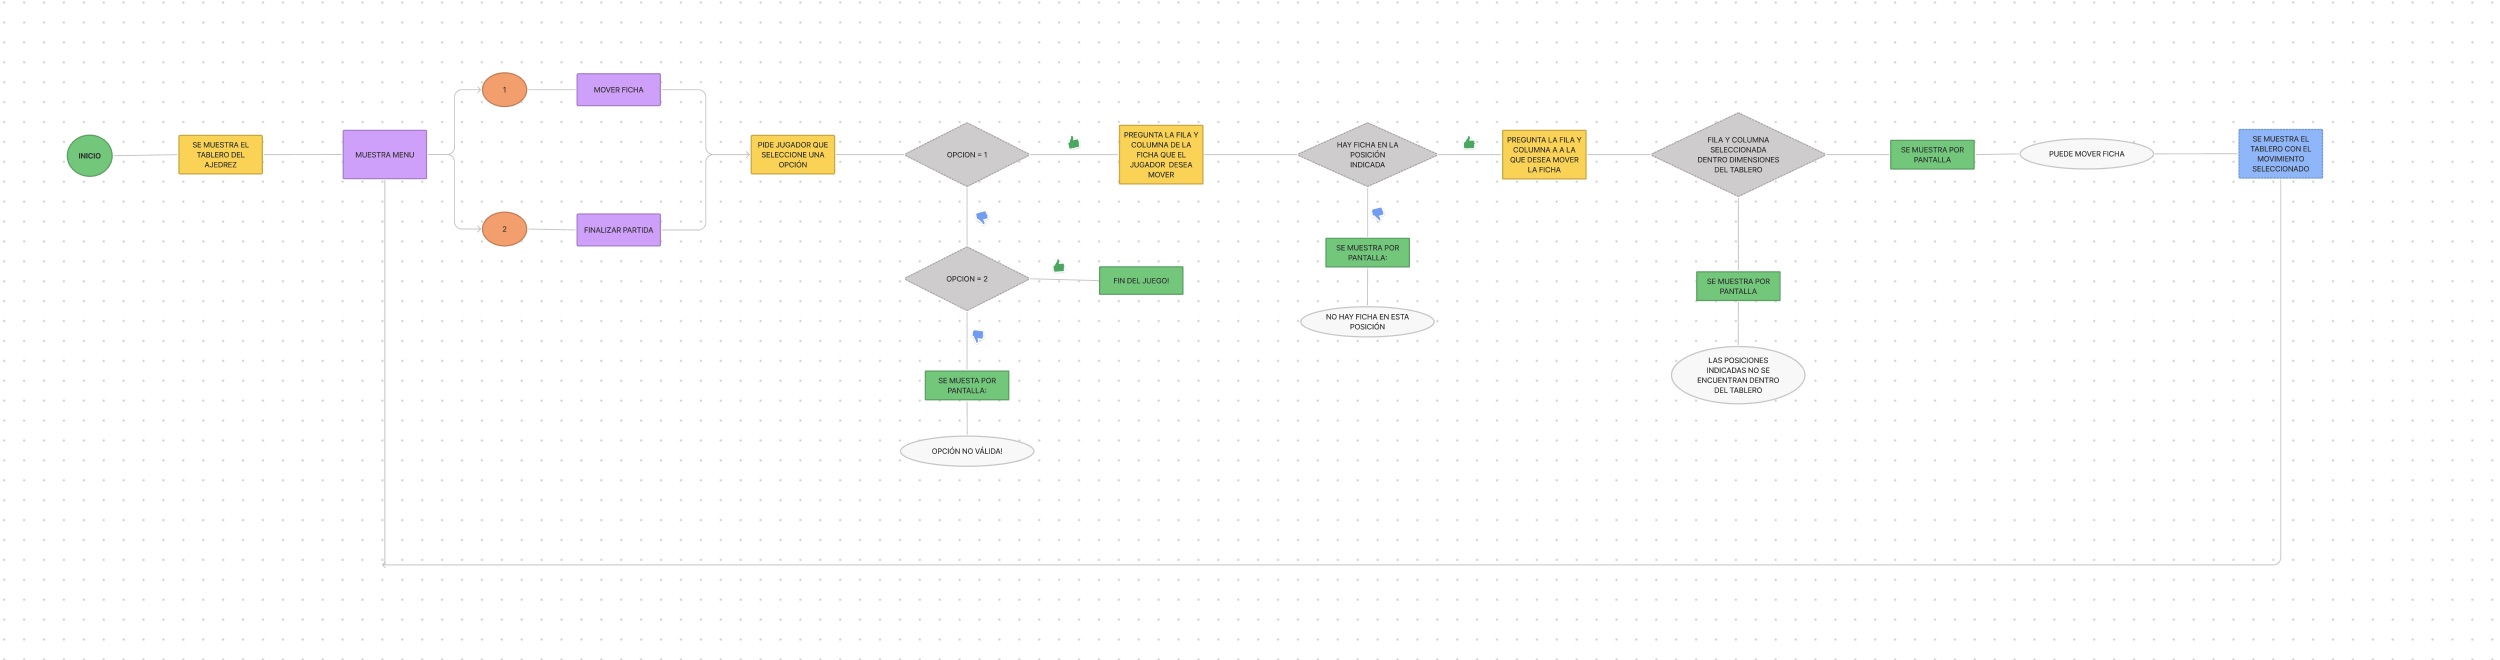 INICIO
SE MUESTRA EL
TABLERO DEL
AJEDREZ
MUESTRA MENU
1
MOVER FICHA
2
FINALIZAR PARTIDA
PIDE JUGADOR QUE
SELECCIONE UNA
OPCIÓN
OPCION = 1
OPCION = 2
FIN DEL JUEGO!
SE MUESTA POR
PANTALLA:
OPCIÓN NO VÁLIDA!
PREGUNTA LA FILA Y
COLUMNA DE LA
FICHA QUE EL
JUGADOR DESEA
MOVER
HAY FICHA EN LA
POSICIÓN
INDICADA
SE MUESTRA POR
PANTALLA:
NO HAY FICHA EN ESTA
POSICIÓN
PREGUNTA LA FILA Y
COLUMNA A A LA
QUE DESEA MOVER
LA FICHA
FILA Y COLUMNA
SELECCIONADA
DENTRO DIMENSIONES
DEL TABLERO
SE MUESTRA POR
PANTALLA
LAS POSICIONES
INDICADAS NO SE
ENCUENTRAN DENTRO
DEL TABLERO
SE MUESTRA POR
PANTALLA
PUEDE MOVER FICHA
SE MUESTRA EL
TABLERO CON EL
MOVIMIENTO
SELECCIONADO